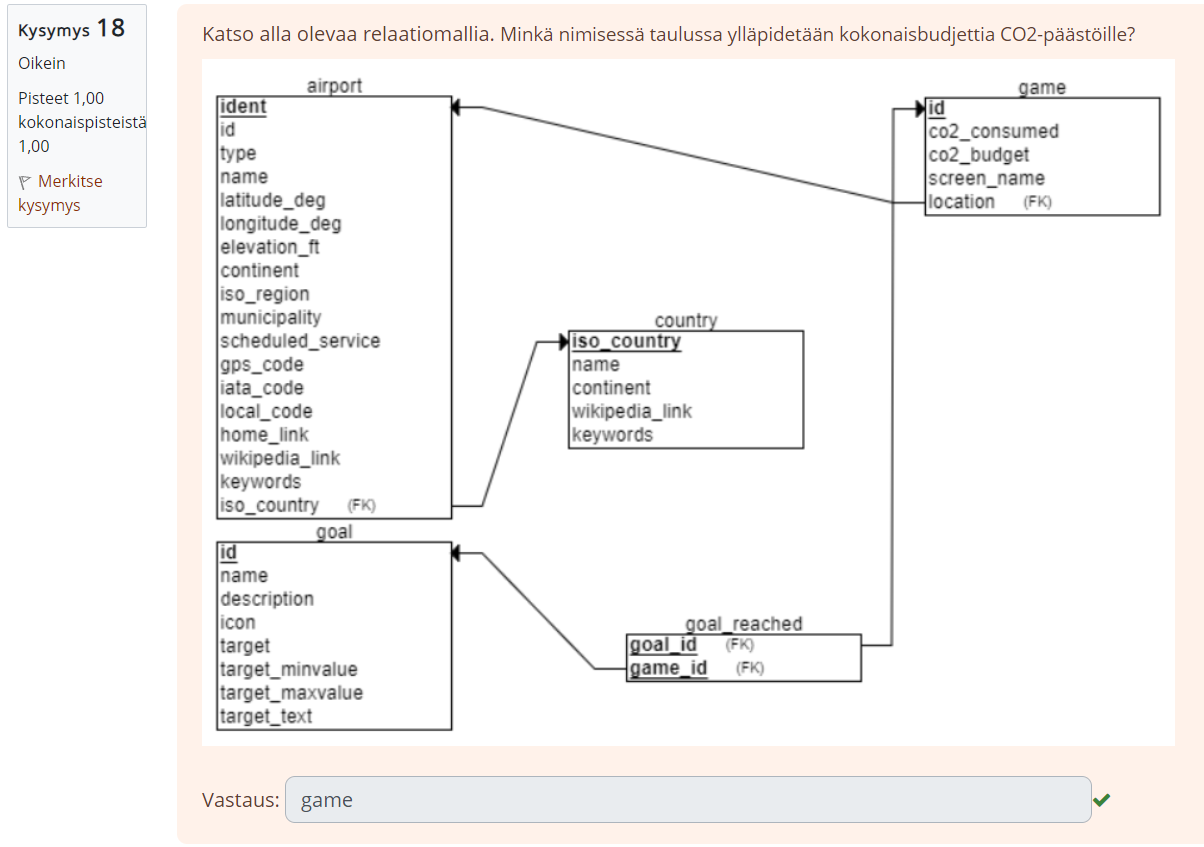 Kysymys 18
Oikein
Pisteet 1,00
kokonaispisteistä
1,00
Merkitse
kysymys
Katso alla olevaa relaatiomallia. Minkä nimisessä taulussa ylläpidetään kokonaisbudjettia CO2-päästöille?
airport
ident
id
type
name
latitude_deg
longitude_deg
elevation_ft
continent
iso_region
municipality
scheduled_service
gps_code
iata_code
local_code
home_link
wikipedia_link
keywords
iso_country (FK)
game
id
co2_consumed
co2_budget
screen_name
location (FK)
country
iso_country
name
continent
wikipedia_link
keywords
goal
id
name
description
icon
target
target_minvalue
target_maxvalue
target_text
goal_reached
goal_id (FK)
game_id (FK)
Vastaus: game